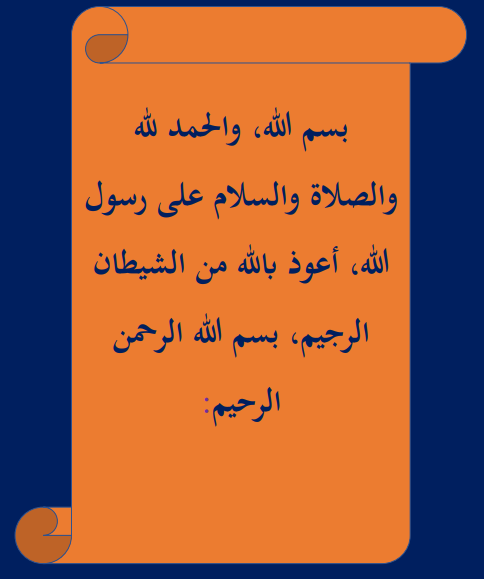 بسم الله، والحمد لله
والصلاة والسلام على رسول
الله، أعوذ بالله من الشيطان
الرجيم، بسم الله الرحمن
الرحيم: